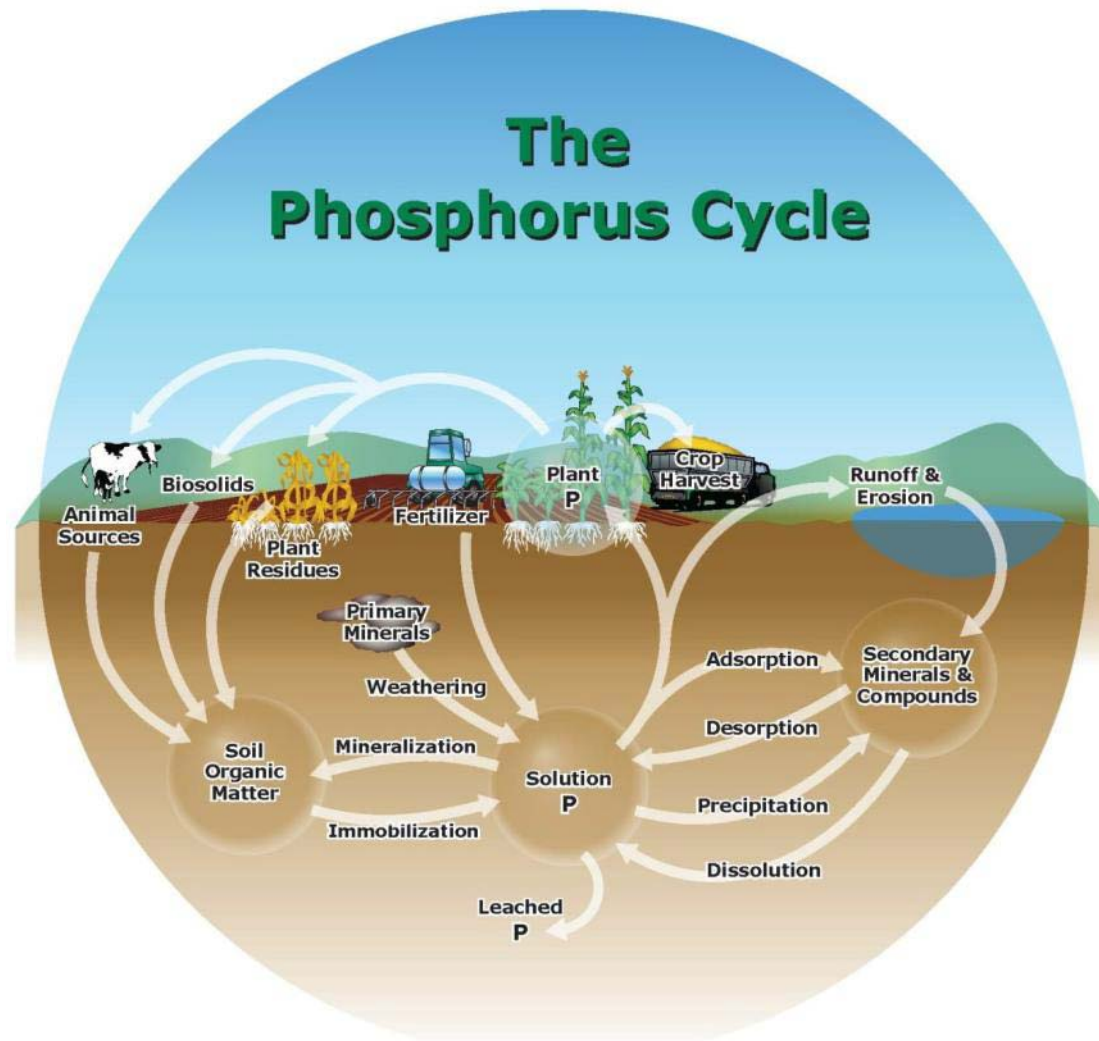 The
Phosphorus Cycle
Biosolids
Animal
Sources
Plant
Residues
Fertilizer
Plant
P
Crop
Harvest
Runoff &
Erosion
Primary
Minerals
Weathering
Adsorption
Secondary
Minerals &
Compounds
Desorption
Mineralization
Soil
Organic
Matter
Solution
P
Precipitation
Immobilization
Dissolution
Leached
P